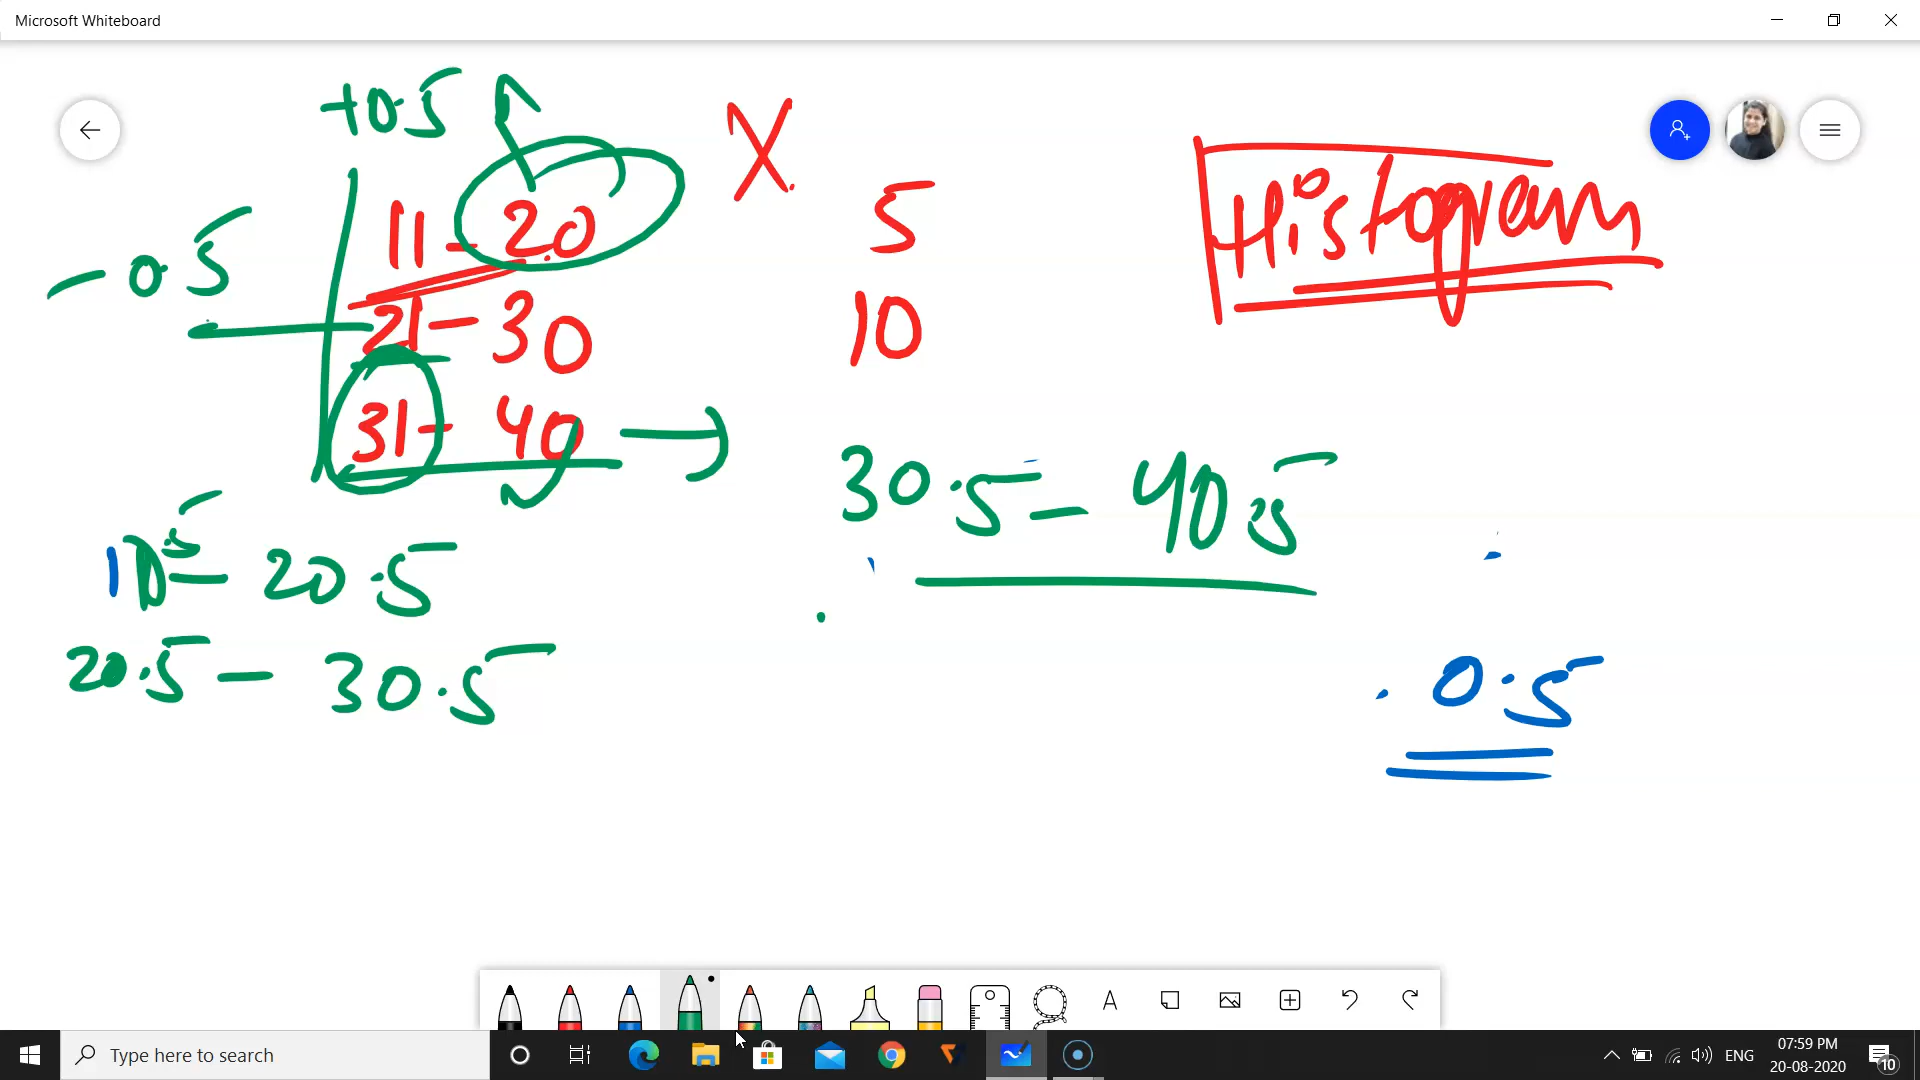 Microsoft Whiteboard
+0.5
X
11 - 20 5
Histogram
- 0.5
21 - 30 10
31 - 40
30.5 - 40.5
10.5 - 20.5
20.5 - 30.5
0.5
A
Type here to search
ENG
07:59 PM
20-08-2020
10